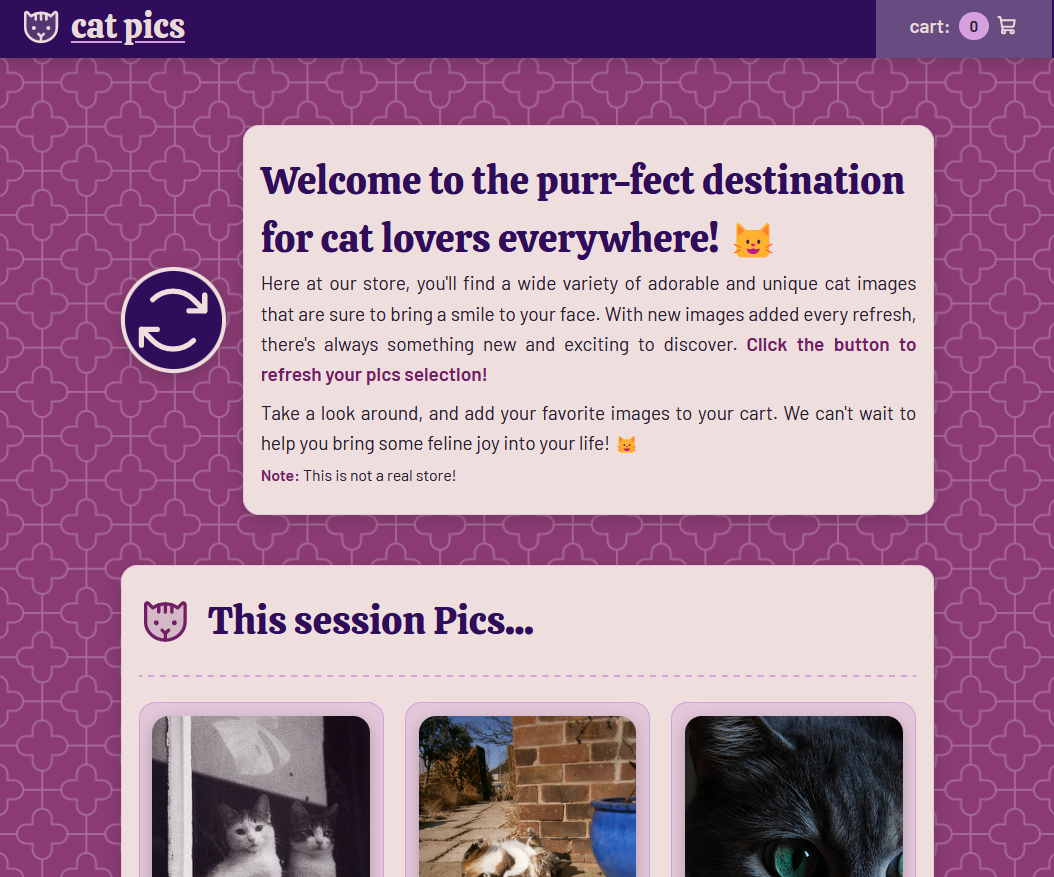 cat pics
cart: 0
Welcome to the purr-fect destination
for cat lovers everywhere! 😺
Here at our store, you'll find a wide variety of adorable and unique cat images
that are sure to bring a smile to your face. With new images added every refresh,
there's always something new and exciting to discover. Click the button to
refresh your pics selection!
Take a look around, and add your favorite images to your cart. We can't wait to
help you bring some feline joy into your life! 😺
Note: This is not a real store!
This session Pics...